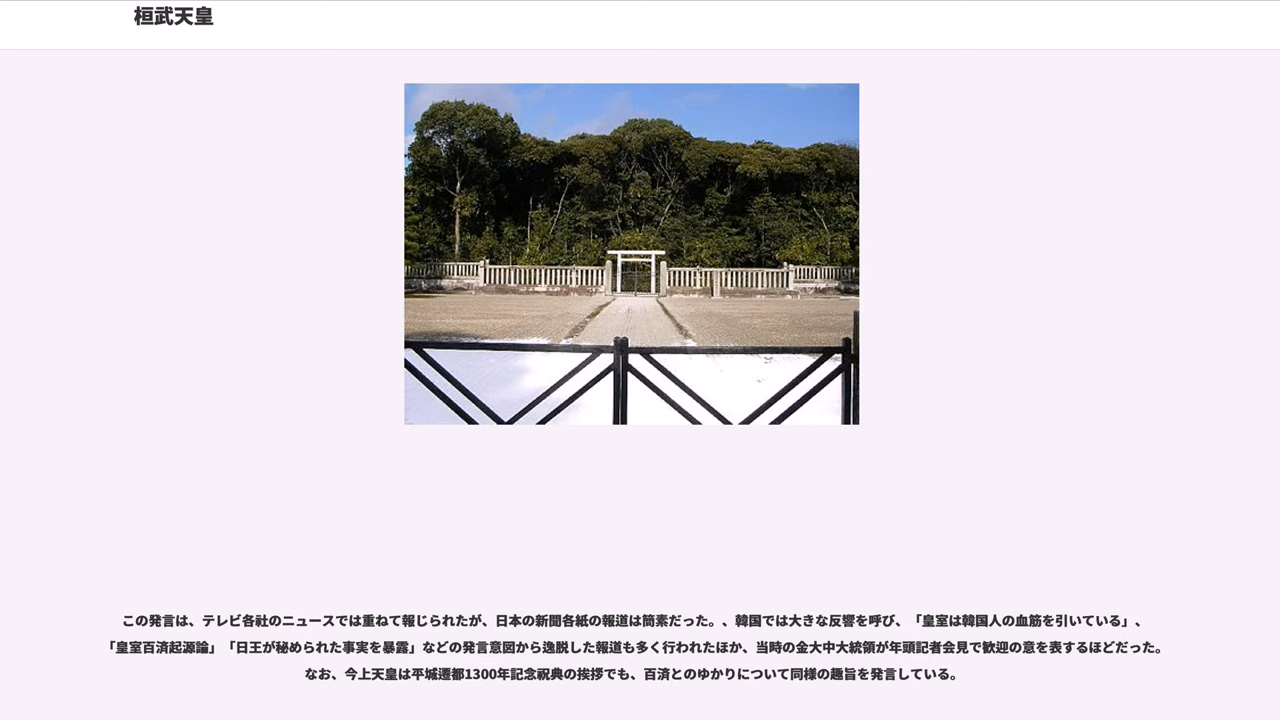 桓武天皇
この発言は、テレビ各社のニュースでは重ねて報じられたが、日本の新聞各紙の報道は簡素だった。、韓国では大きな反響を呼び、「皇室は韓国人の血筋を引いている」、
「皇室百済起源論」「日王が秘められた事実を暴露」などの発言意図から逸脱した報道も多く行われたほか、当時の金大中大統領が年頭記者会見で歓迎の意を表するほどだった。
なお、今上天皇は平城遷都1300年記念祝典の挨拶でも、百済とのゆかりについて同様の趣旨を発言している。